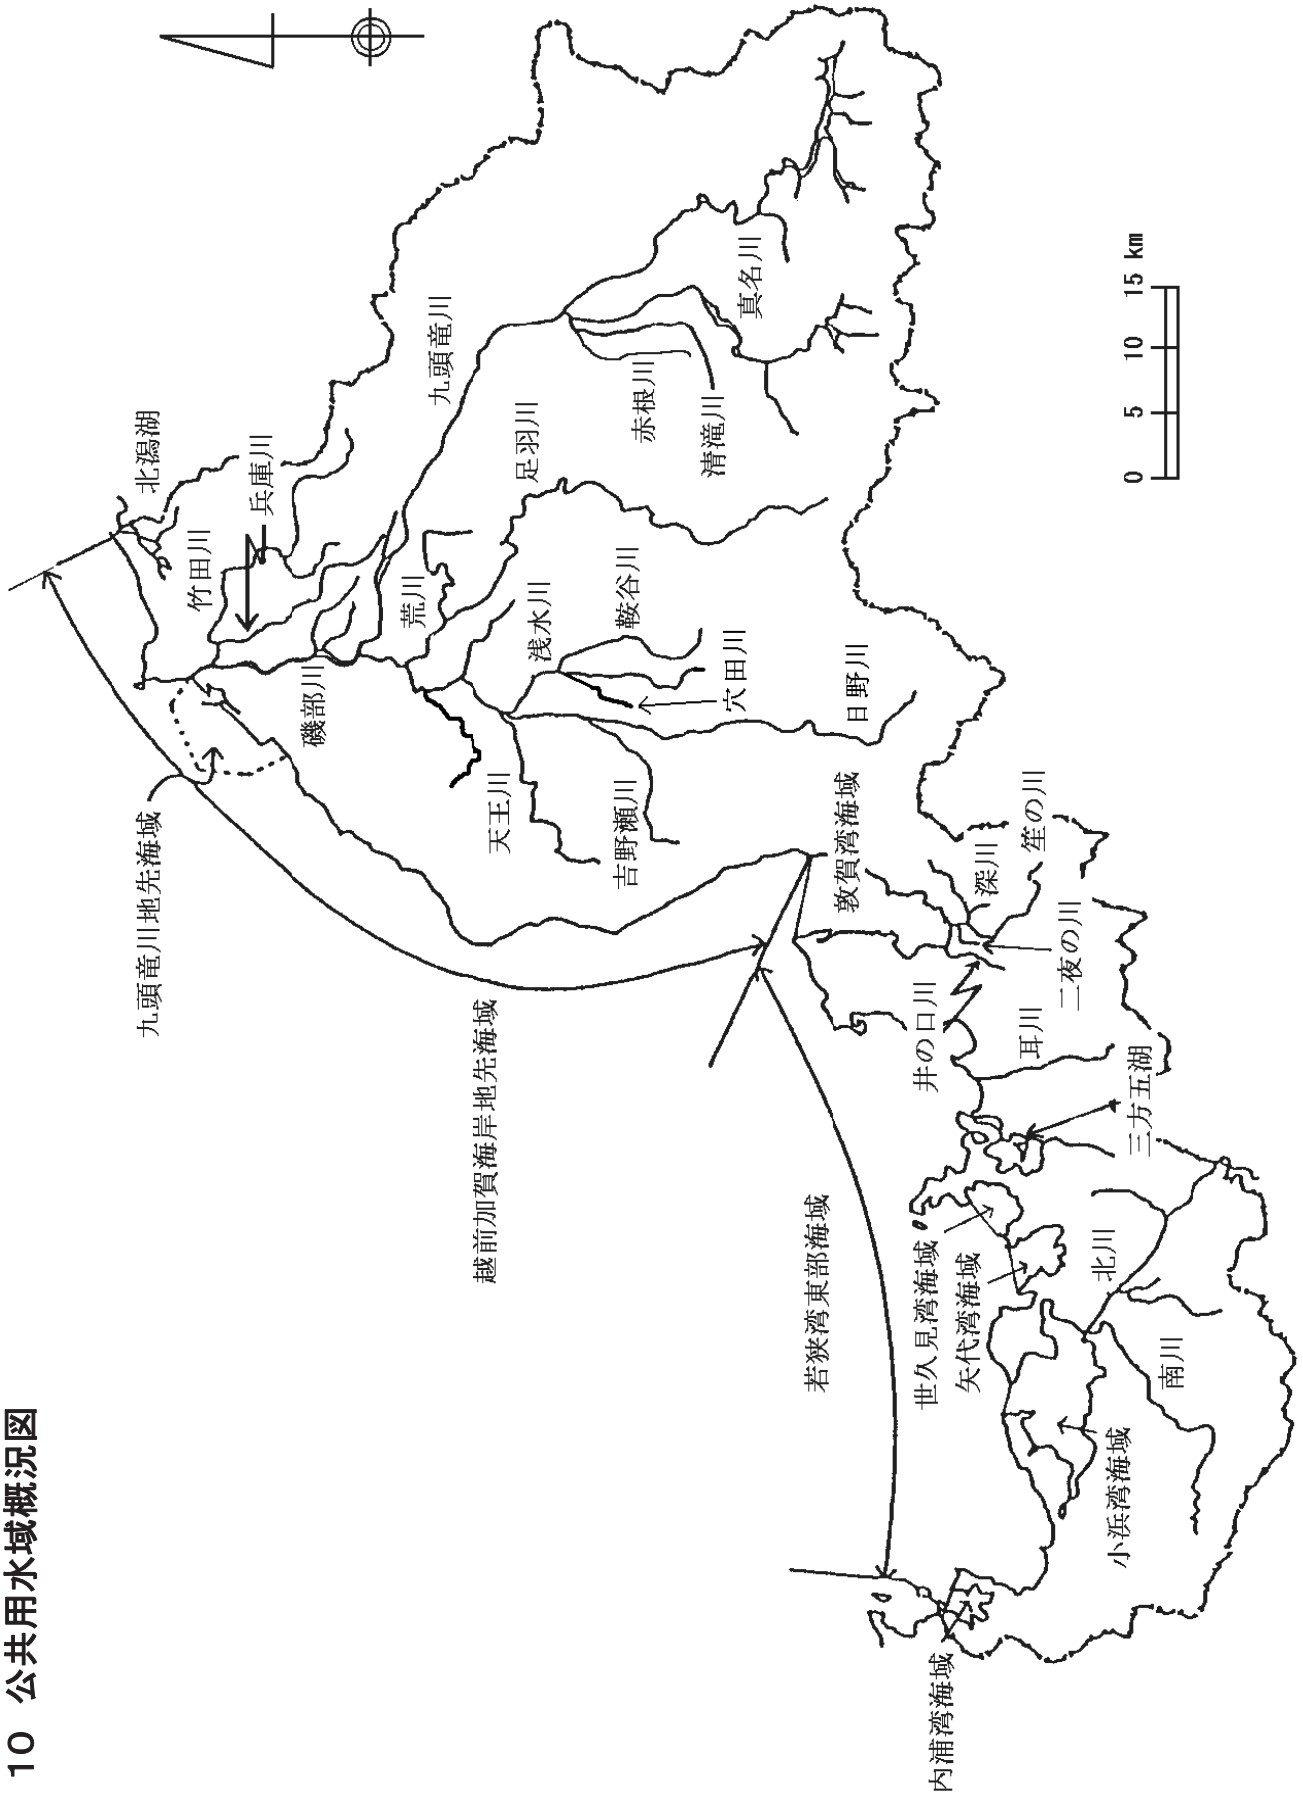 10 公共用水域概況図
北潟湖
兵庫川
竹田川
九頭竜川
磯部川
九頭竜川地先海域
荒川
足羽川
赤根川
清滝川
真名川
浅水川
鞍谷川
穴田川
日野川
天王川
吉野瀬川
越前加賀海岸地先海域
敦賀湾海域
深川
笙の川
二夜の川
井の口川
耳川
三方五湖
若狭湾東部海域
世久見湾海域
矢代湾海域
北川
南川
小浜湾海域
内浦湾海域
0 5 10 15 km